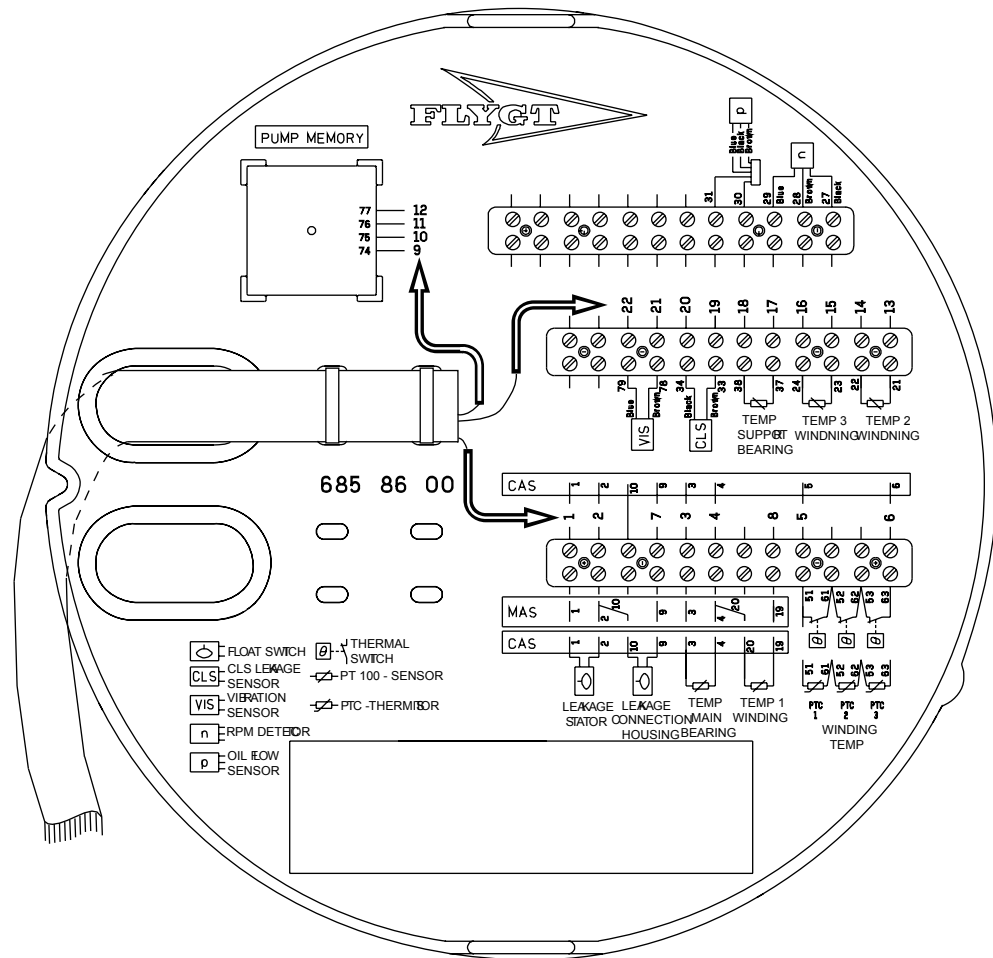 FLYGT
PUMP MEMORY
77 12
76 11
75 10
74 9
p
Blue
Black
Brown
n
31
30
29
Blue
28
Brown
27
Black
22 21 20 19 18 17 16 15 14 13
79 78 34 33 38 37 24 23 22 21
Blue Brown Black Brown
VIS
CLS
TEMP
SUPPORT
BEARING
TEMP 3
WINDNING
TEMP 2
WINDNING
685 86 00
CAS 1 2 10 9 3 4 5 6
1 2 7 3 4 8 5 6
51 61 52 62 53 63
MAS 1 2 10 9 3 4 20 19
θ θ θ
CAS 1 2 10 9 3 4 20 19
51 61 52 62 53 63
PTC
1
PTC
2
PTC
3
LEAKAGE
STATOR
LEAKAGE
CONNECTION
HOUSING
TEMP
MAIN
BEARING
TEMP 1
WINDING
WINDING
TEMP
FLOAT SWITCH
CLS CLS LEKAGE
SENSOR
VIS VIBRATION
SENSOR
n RPM DETECTOR
p OIL FLOW
SENSOR
θ THERMAL
SWITCH
PT 100 - SENSOR
PTC -THERMITSOR